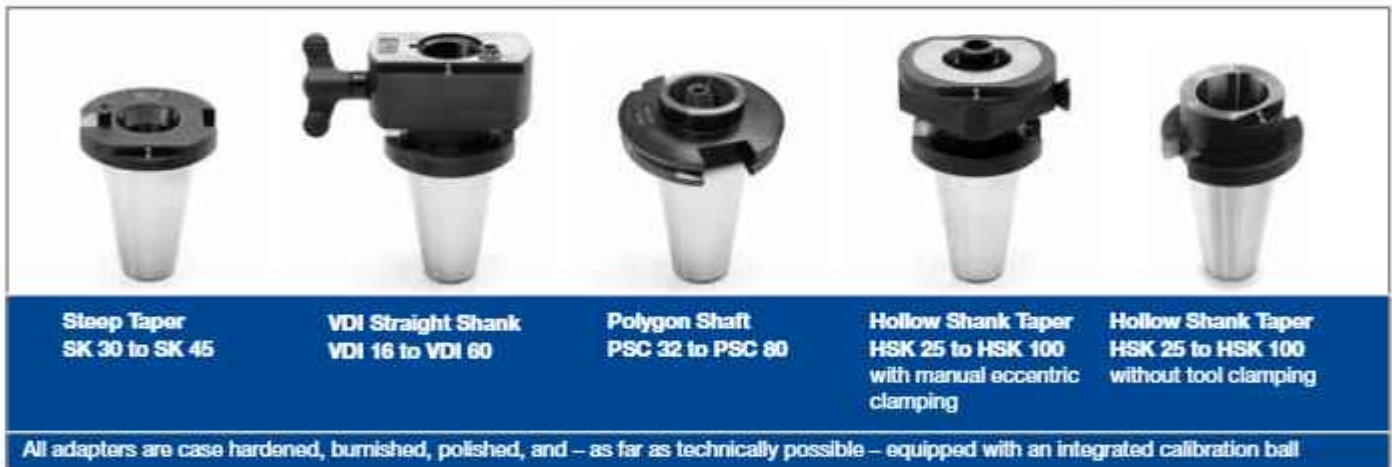 Steep Taper
SK 30 to SK 45
VDI Straight Shank
VDI 16 to VDI 60
Polygon Shaft
PSC 32 to PSC 80
Hollow Shank Taper
HSK 25 to HSK 100
with manual eccentric
clamping
Hollow Shank Taper
HSK 25 to HSK 100
without tool clamping
All adapters are case hardened, burnished, polished, and – as far as technically possible – equipped with an integrated calibration ball